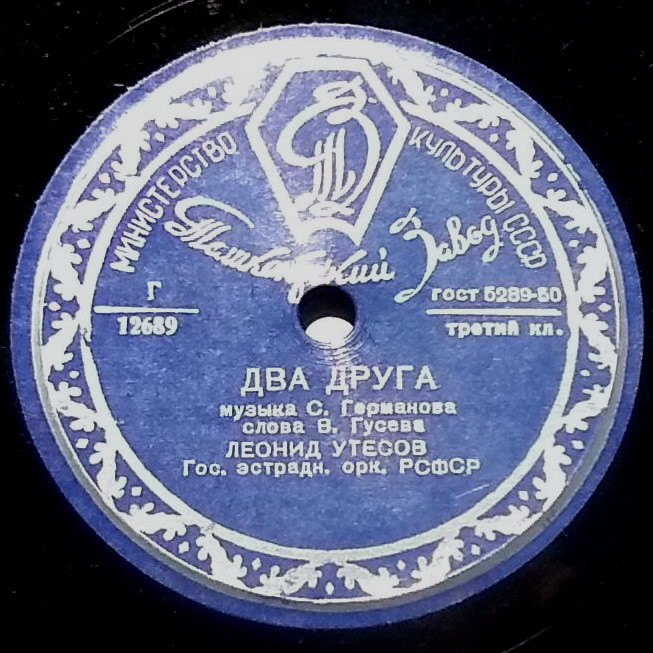 МИНИСТЕРСТВО КУЛЬТУРЫ СССР
ТЗ
Ташкентский Завод
Г
12689
ГОСТ 5289-50
третий кл.
ДВА ДРУГА
музыка С. Германова
слова В. Гусева
ЛЕОНИД УТЕСОВ
Гос. эстрадн. орк. РСФСР